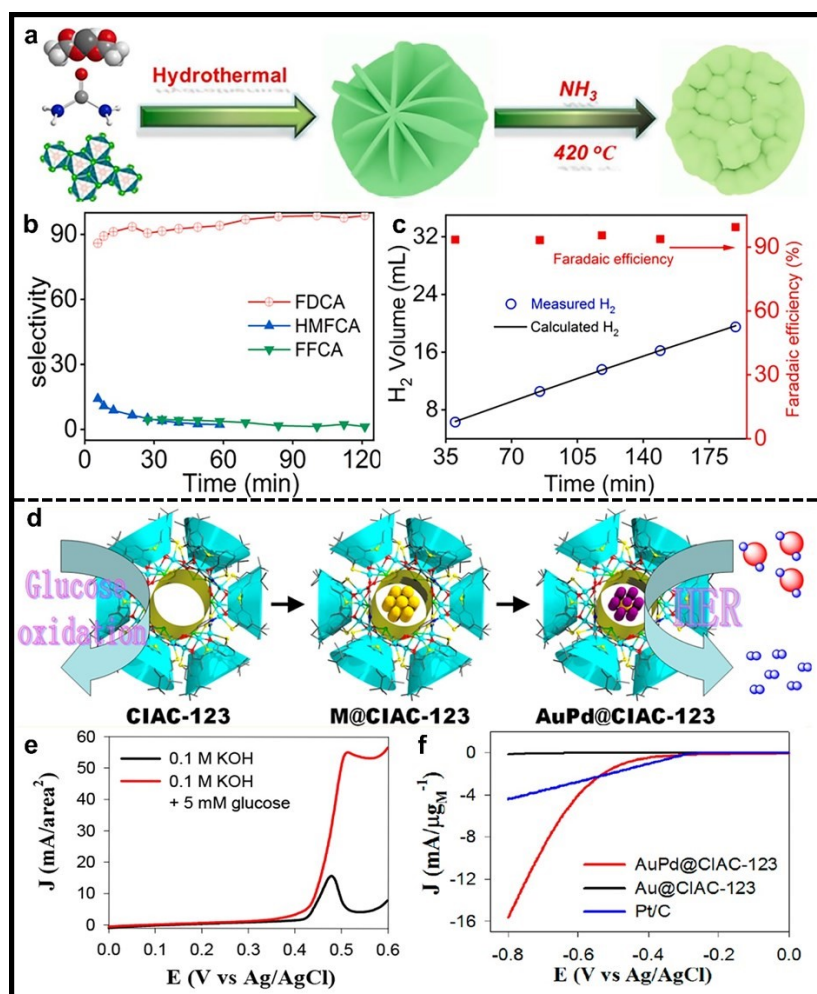 a
Hydrothermal
NH3
420 °C
b
selectivity
90
60
30
0
FDCA
HMFCA
FFCA
0 30 60 90 120
Time (min)
c
H2 Volume (mL)
32
24
16
8
Faradaic efficiency
Measured H2
Calculated H2
90
60
30
0
Faradaic efficiency (%)
35 70 105 140 175
Time (min)
d
Glucose
oxidation
HER
CIAC-123
M@CIAC-123
AuPd@CIAC-123
e
J (mA/area²)
60
50
40
30
20
10
0
0.1 M KOH
0.1 M KOH
+ 5 mM glucose
0.0 0.1 0.2 0.3 0.4 0.5 0.6
E (V vs Ag/AgCl)
f
J (mA/μgM⁻¹)
0
-4
-8
-12
-16
AuPd@CIAC-123
Au@CIAC-123
Pt/C
-0.8 -0.6 -0.4 -0.2 0.0
E (V vs Ag/AgCl)